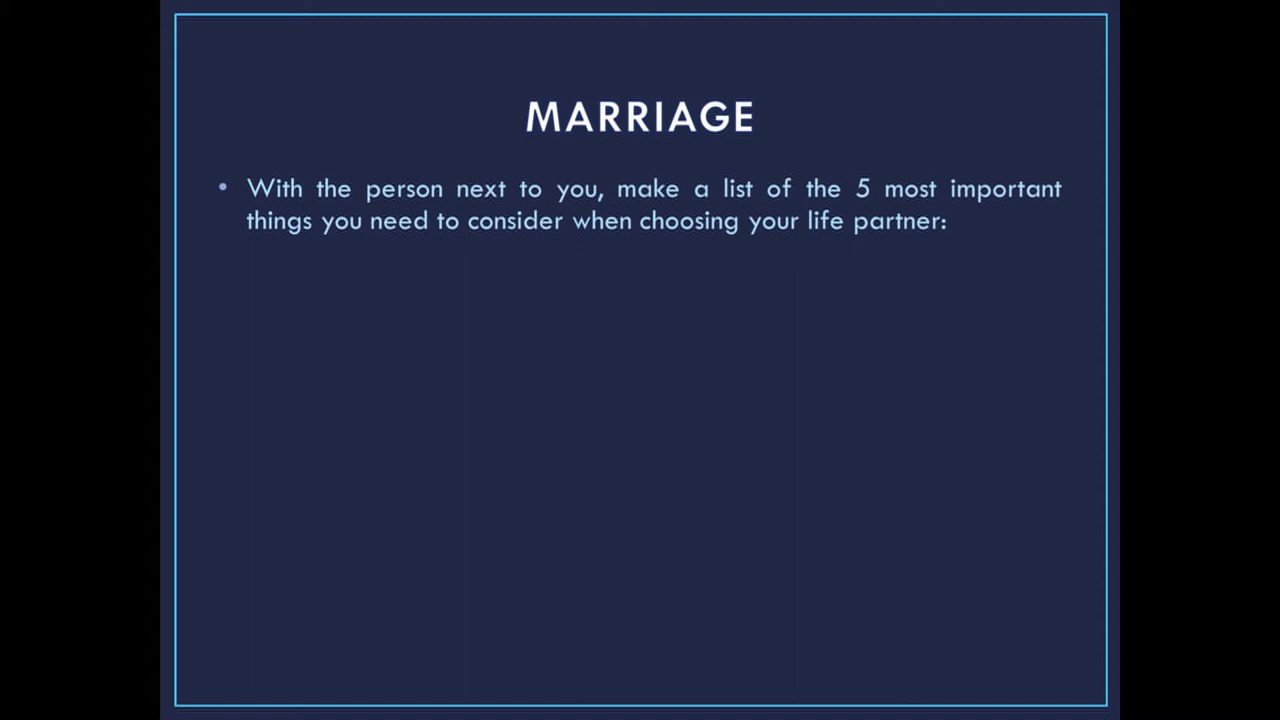 MARRIAGE
• With the person next to you, make a list of the 5 most important
things you need to consider when choosing your life partner: